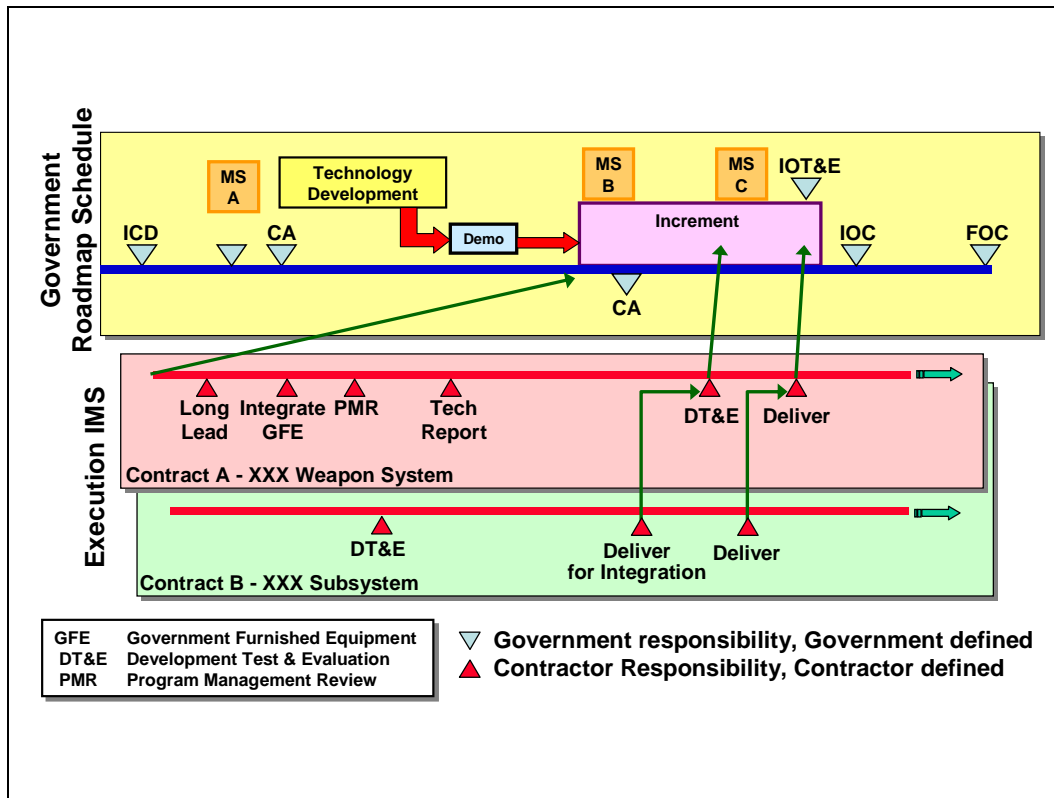 Government
Roadmap Schedule
MS
A
Technology
Development
MS
B
MS
C
IOT&E
ICD
CA
Demo
Increment
IOC
FOC
CA
Execution IMS
Long
Lead
Integrate
GFE
PMR
Tech
Report
DT&E
Deliver
Contract A - XXX Weapon System
DT&E
Deliver
for Integration
Deliver
Contract B - XXX Subsystem
GFE Government Furnished Equipment
DT&E Development Test & Evaluation
PMR Program Management Review
Government responsibility, Government defined
Contractor Responsibility, Contractor defined